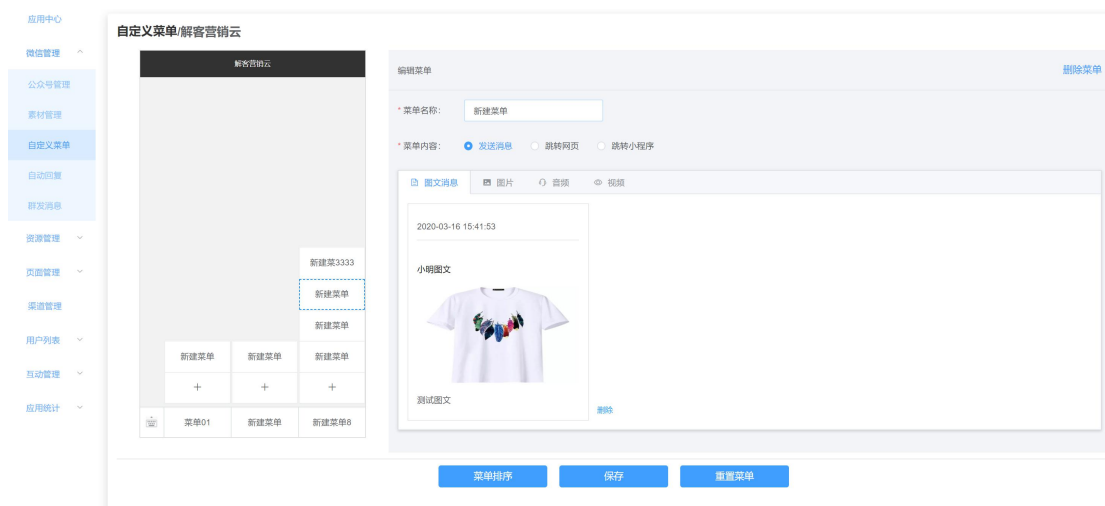 应用中心
微信管理
公众号管理
素材管理
自定义菜单
自动回复
群发消息
资源管理
页面管理
渠道管理
用户列表
互动管理
应用统计
自定义菜单/解客营销云
解客营销云
新建菜3333
新建菜单
新建菜单
新建菜单 新建菜单 新建菜单
+ + +
菜单01 新建菜单 新建菜单8
编辑菜单 删除菜单
* 菜单名称: 新建菜单
* 菜单内容: 发送消息 跳转网页 跳转小程序
图文消息 图片 音频 视频
2020-03-16 15:41:53
小明图文
测试图文
删除
菜单排序 保存 重置菜单